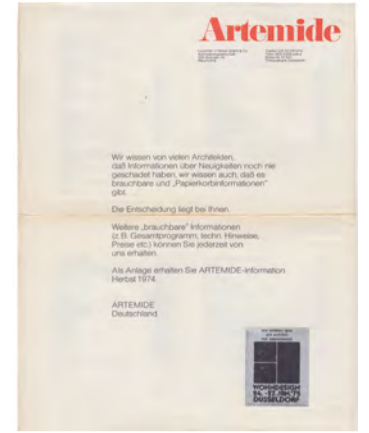 Artemide
Wir wissen von vielen Architekten,
daß Informationen über Neuigkeiten noch nie
geschadet haben, wir wissen auch, daß es
brauchbare und „Papierkorbinformationen“
gibt.
Die Entscheidung liegt bei Ihnen.
Weitere „brauchbare“ Informationen
(z. B. Gesamtprogramm, techn. Hinweise,
Preise etc.) können Sie jederzeit von
uns erhalten.
Als Anlage erhalten Sie ARTEMIDE-Information
Herbst 1974.
ARTEMIDE
Deutschland
WOHNDESIGN
DÜSSELDORF